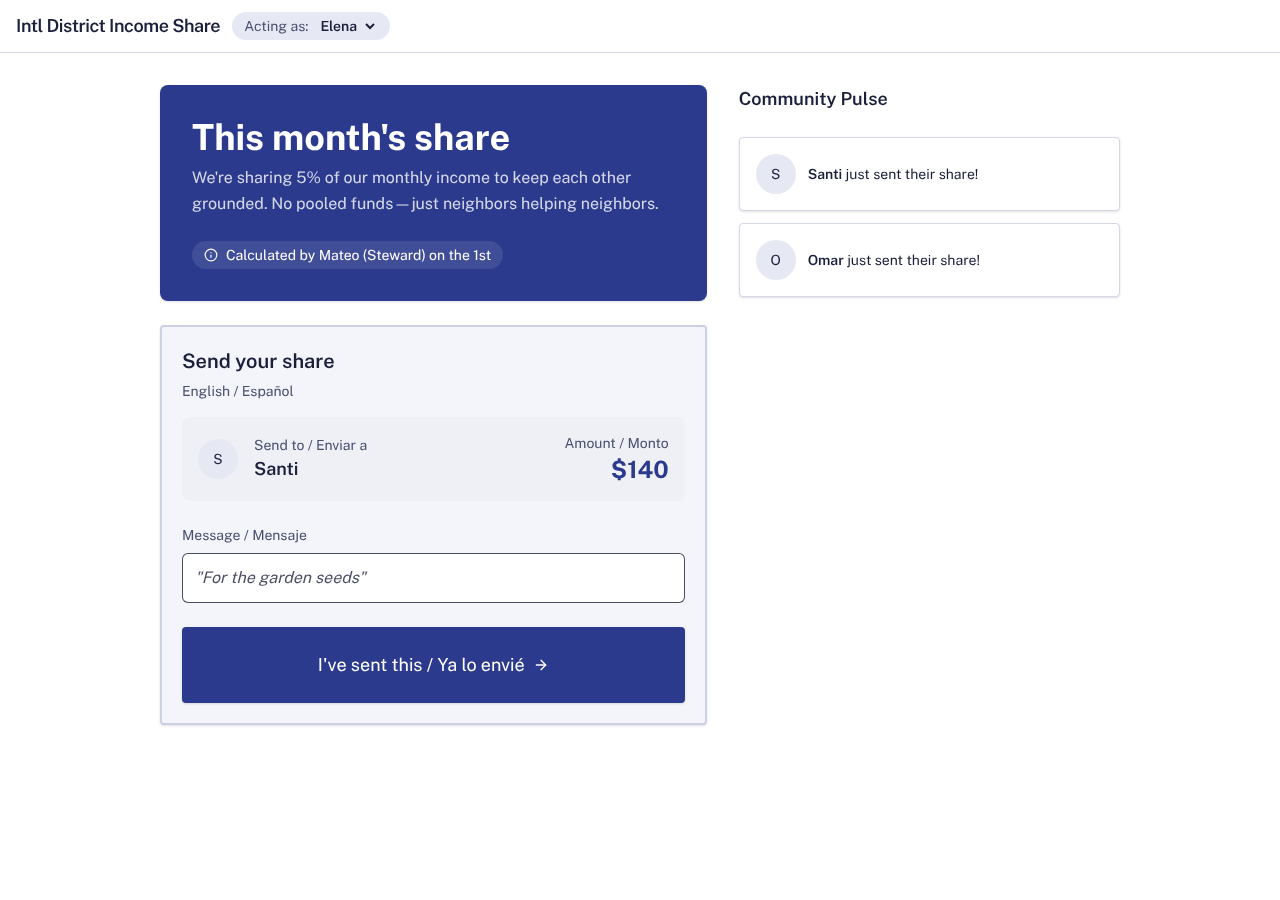 Intl District Income Share
Acting as: Elena
This month's share
We're sharing 5% of our monthly income to keep each other
grounded. No pooled funds — just neighbors helping neighbors.
Calculated by Mateo (Steward) on the 1st
Send your share
English / Español
S
Send to / Enviar a
Santi
Amount / Monto
$140
Message / Mensaje
"For the garden seeds"
I've sent this / Ya lo envié →
Community Pulse
S
Santi just sent their share!
O
Omar just sent their share!